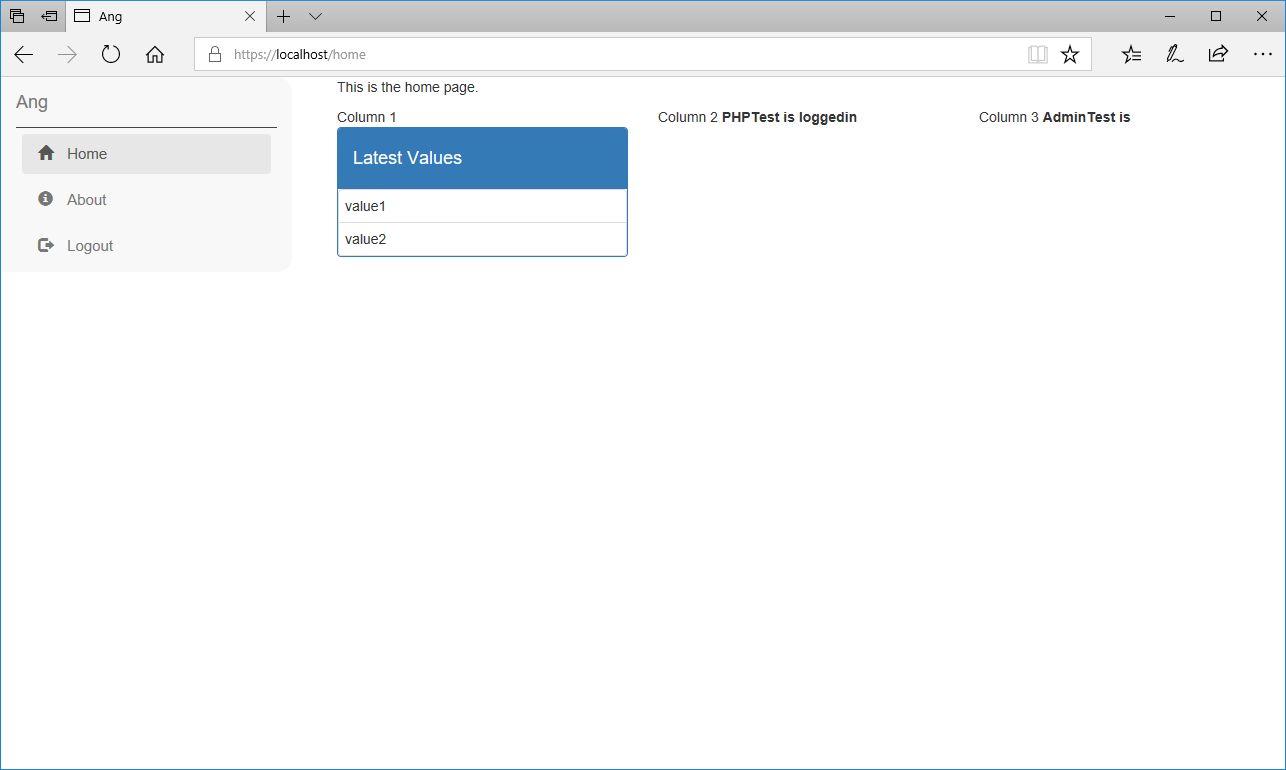 Ang
https://localhost/home
Ang
Home
About
Logout
This is the home page.
Column 1
Latest Values
value1
value2
Column 2 PHPTest is loggedin
Column 3 AdminTest is